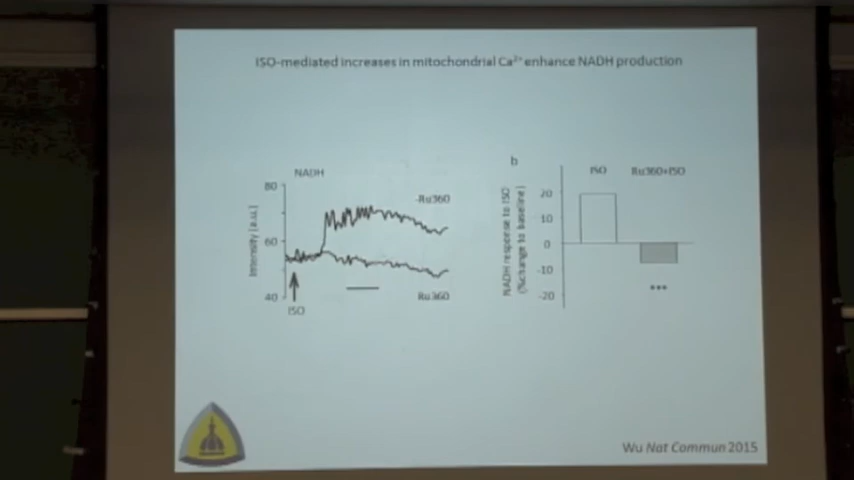 ISO-mediated increases in mitochondrial Ca²⁺ enhance NADH production
NADH
80
60
40
Intensity [a.u.]
-Ru360
Ru360
ISO
b
ISO
Ru360+ISO
NADH response to ISO
(%change to baseline)
20
10
0
-10
-20
***
Wu Nat Commun 2015